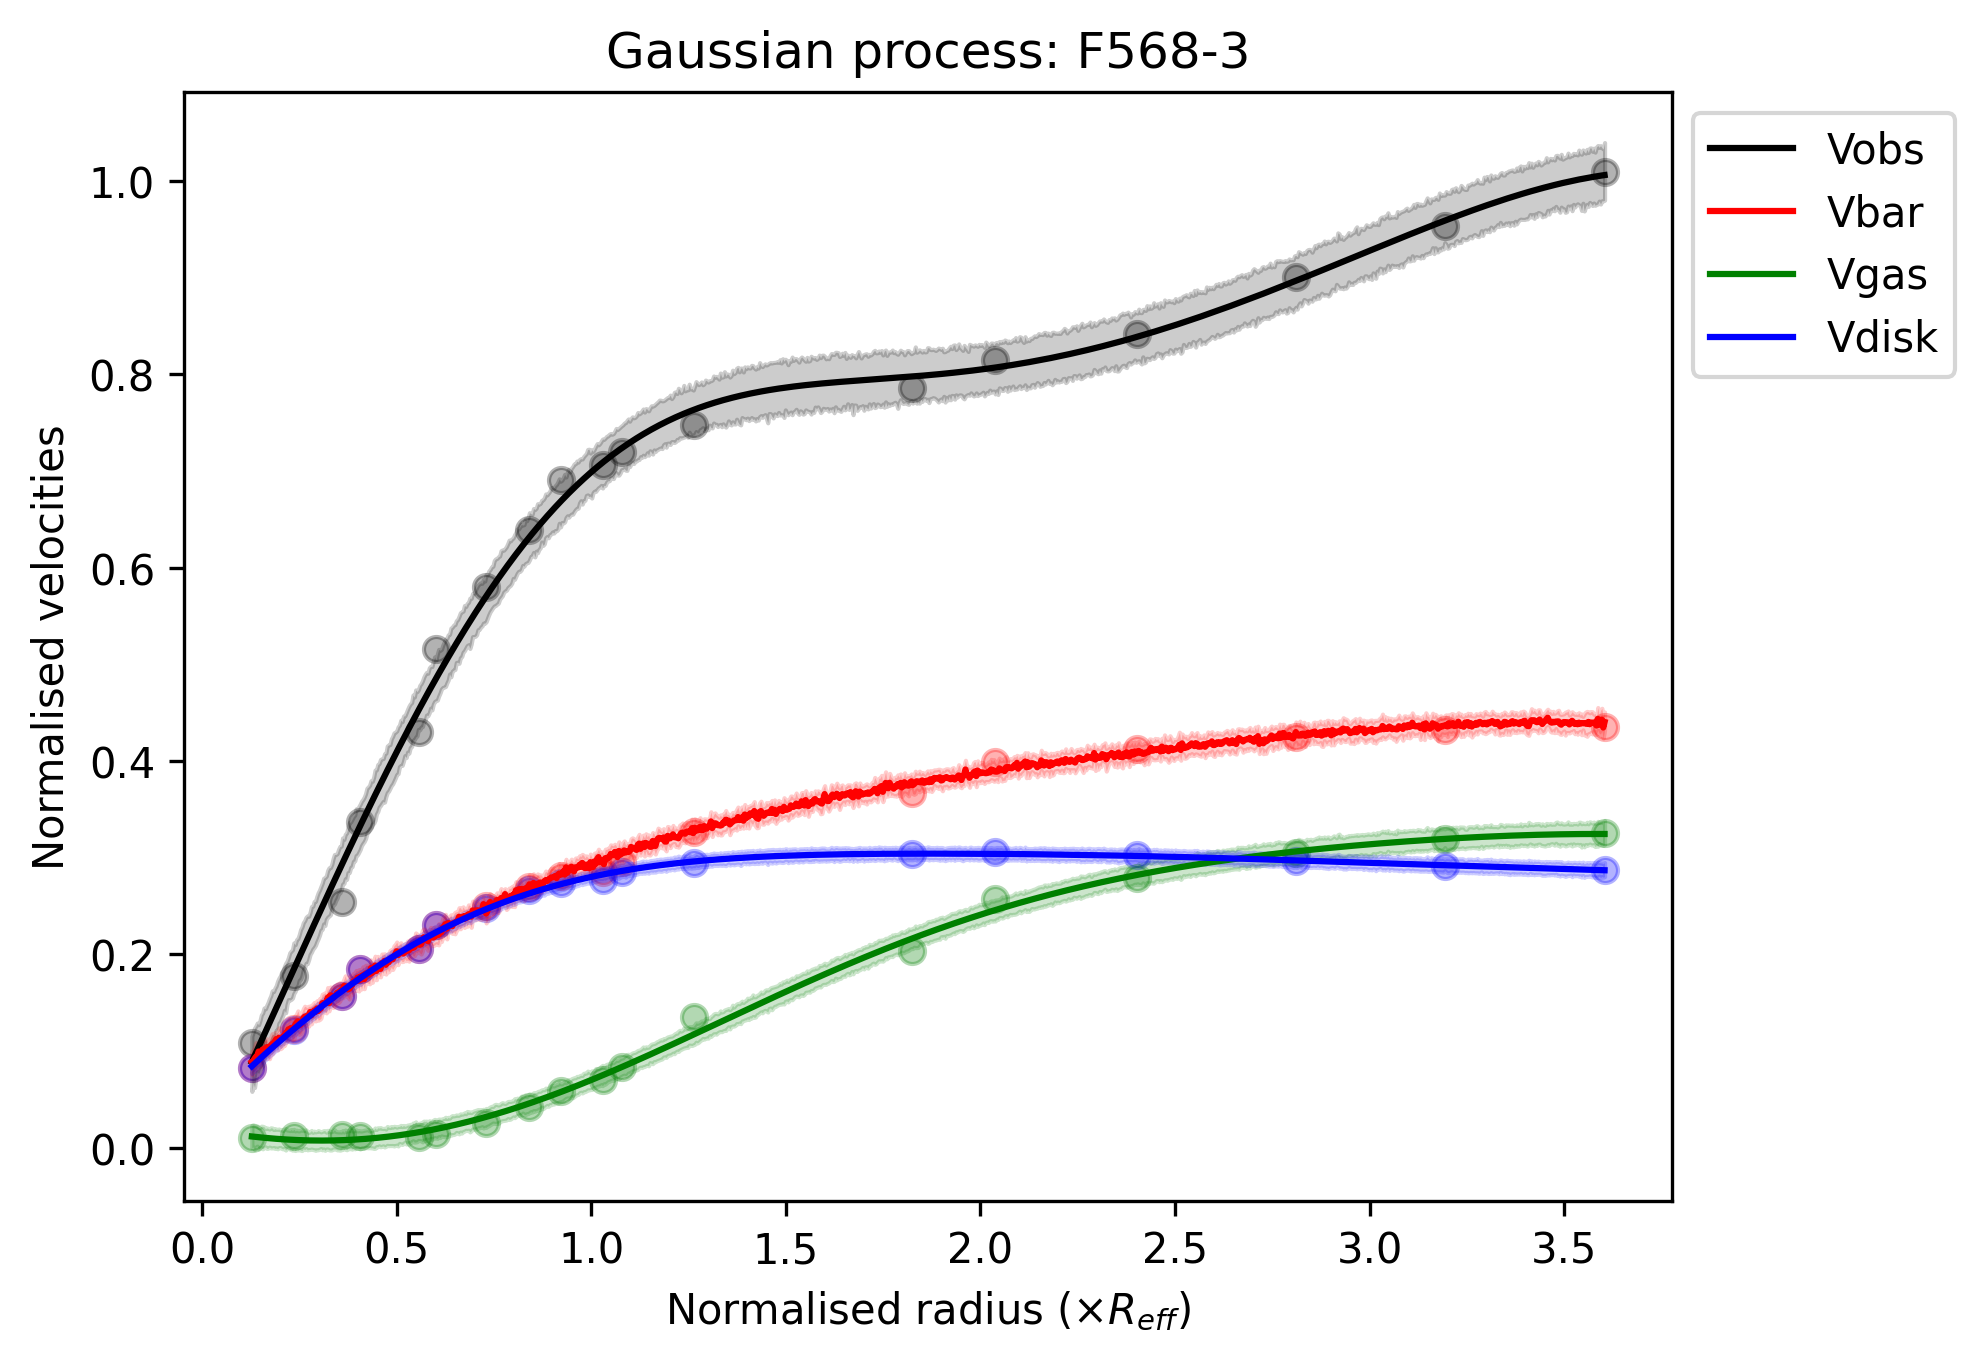 Gaussian process: F568-3
Vobs
Vbar
Vgas
Vdisk
Normalised velocities
1.0
0.8
0.6
0.4
0.2
0.0
0.0 0.5 1.0 1.5 2.0 2.5 3.0 3.5
Normalised radius (×R_eff)